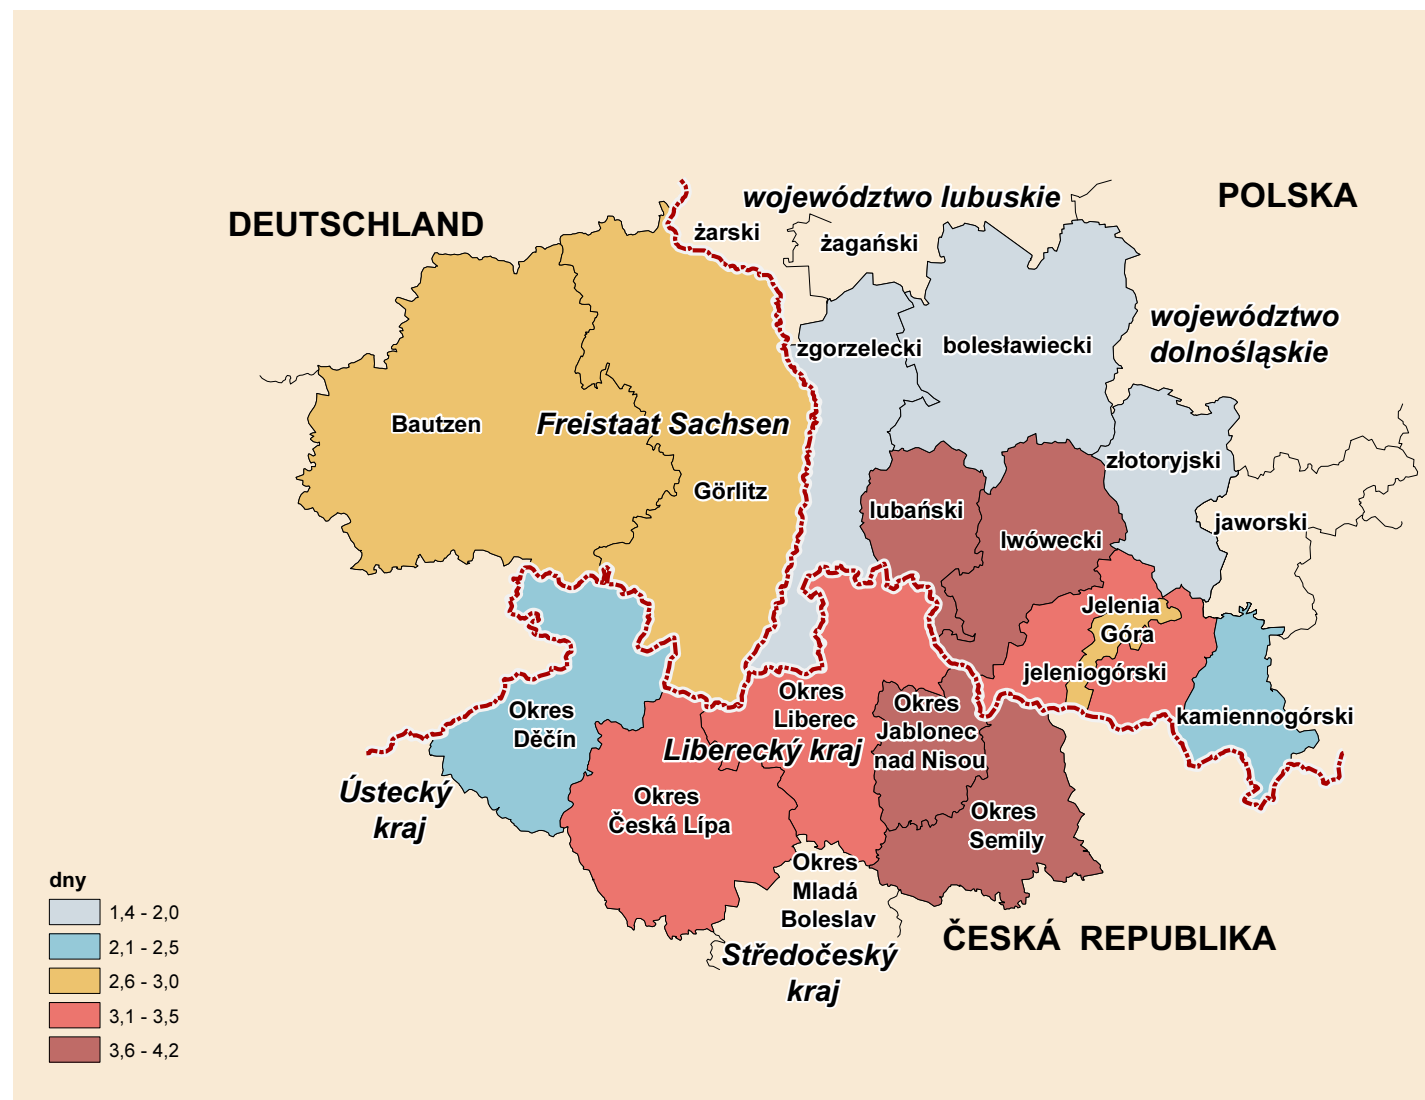 województwo lubuskie
POLSKA
DEUTSCHLAND
żarski
żagański
województwo
dolnośląskie
zgorzelecki
bolesławiecki
Bautzen
Freistaat Sachsen
złotoryjski
Görlitz
lubański
jaworski
lwówecki
Jelenia
Góra
jeleniogórski
Okres
Liberec
Okres
Jablonec
nad Nisou
Okres
Děčín
kamiennogórski
Liberecký kraj
Ústecký
kraj
Okres
Česká Lípa
Okres
Semily
Okres
Mladá
Boleslav
ČESKÁ REPUBLIKA
Středočeský
kraj
dny
1,4 - 2,0
2,1 - 2,5
2,6 - 3,0
3,1 - 3,5
3,6 - 4,2